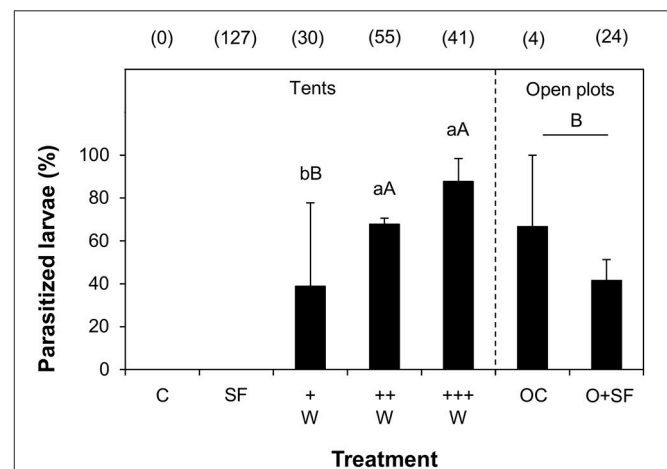 (0) (127) (30) (55) (41) (4) (24)
Tents Open plots
B
aA
bB aA
100
80
60
40
20
0
Parasitized larvae (%)
C SF + ++ +++ OC O+SF
W W W
Treatment